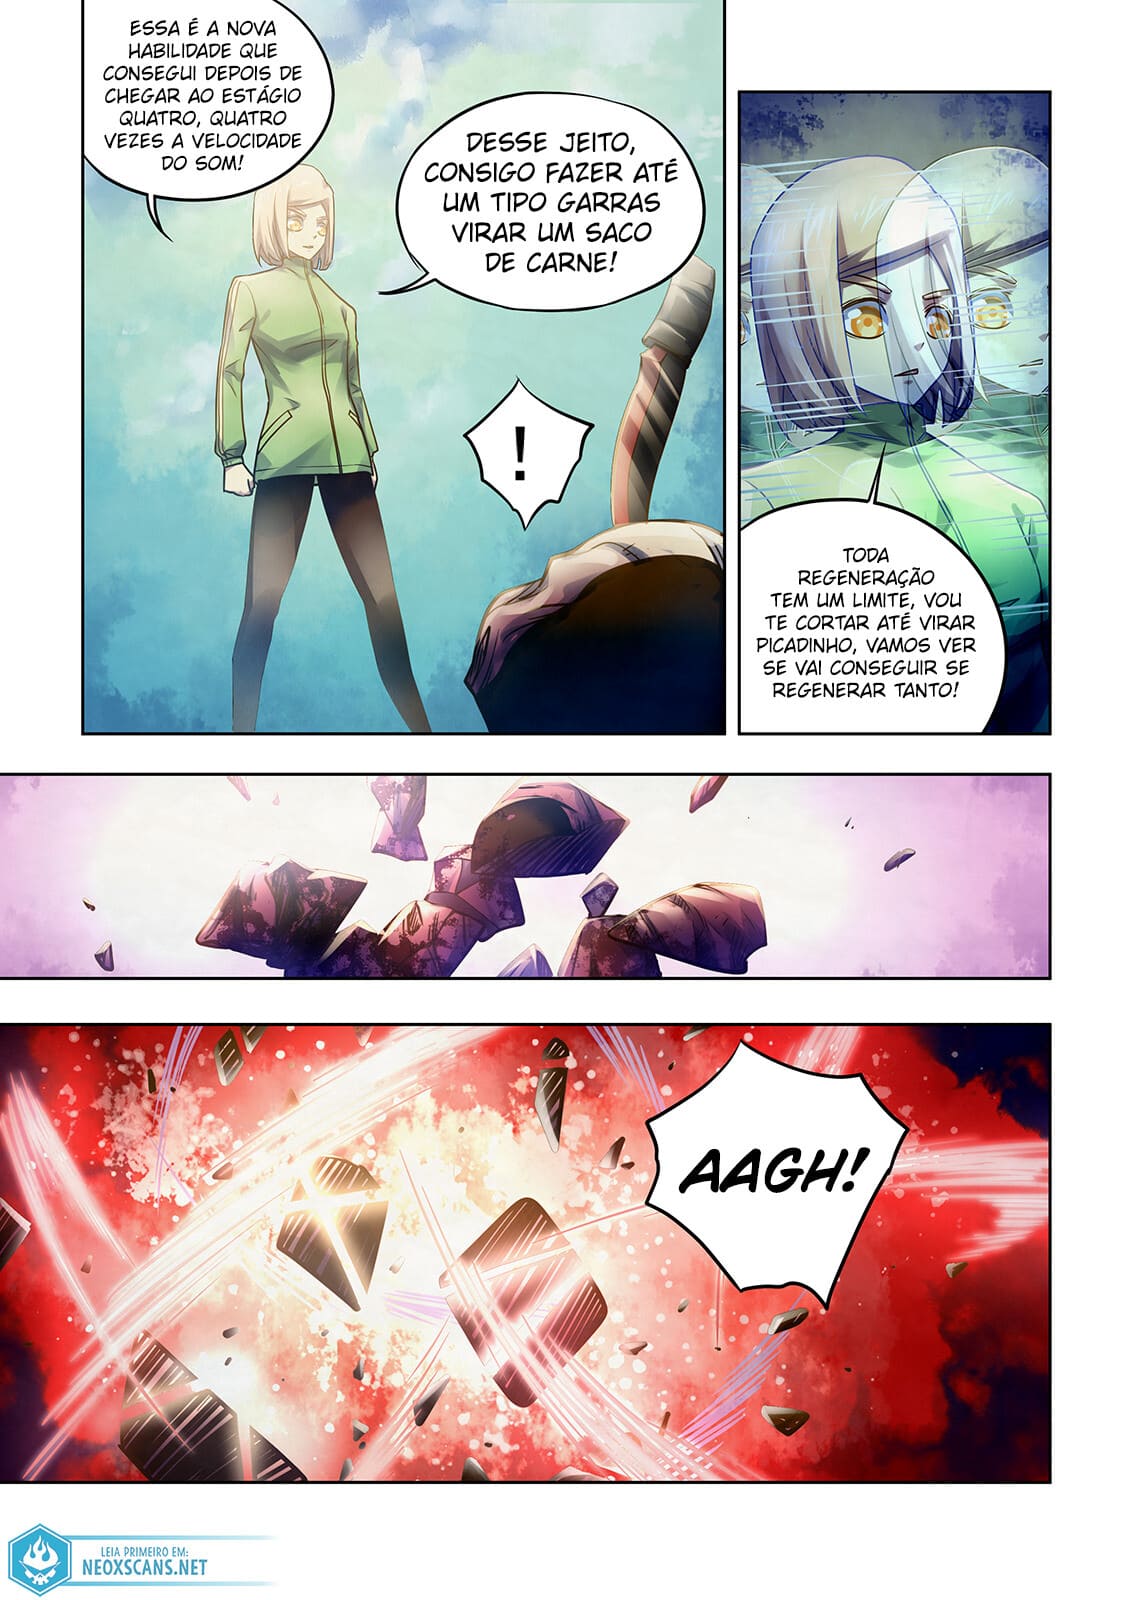 ESSA É A NOVA
HABILIDADE QUE
CONSEGUI DEPOIS DE
CHEGAR AO ESTÁGIO
QUATRO, QUATRO
VEZES A VELOCIDADE
DO SOM!
DESSE JEITO,
CONSIGO FAZER ATÉ
UM TIPO GARRAS
VIRAR UM SACO
DE CARNE!
!
TODA
REGENERAÇÃO
TEM UM LIMITE, VOU
TE CORTAR ATÉ VIRAR
PICADINHO, VAMOS VER
SE VAI CONSEGUIR SE
REGENERAR TANTO!
AAGH!
LEIA PRIMEIRO EM:
NEOXSCANS.NET